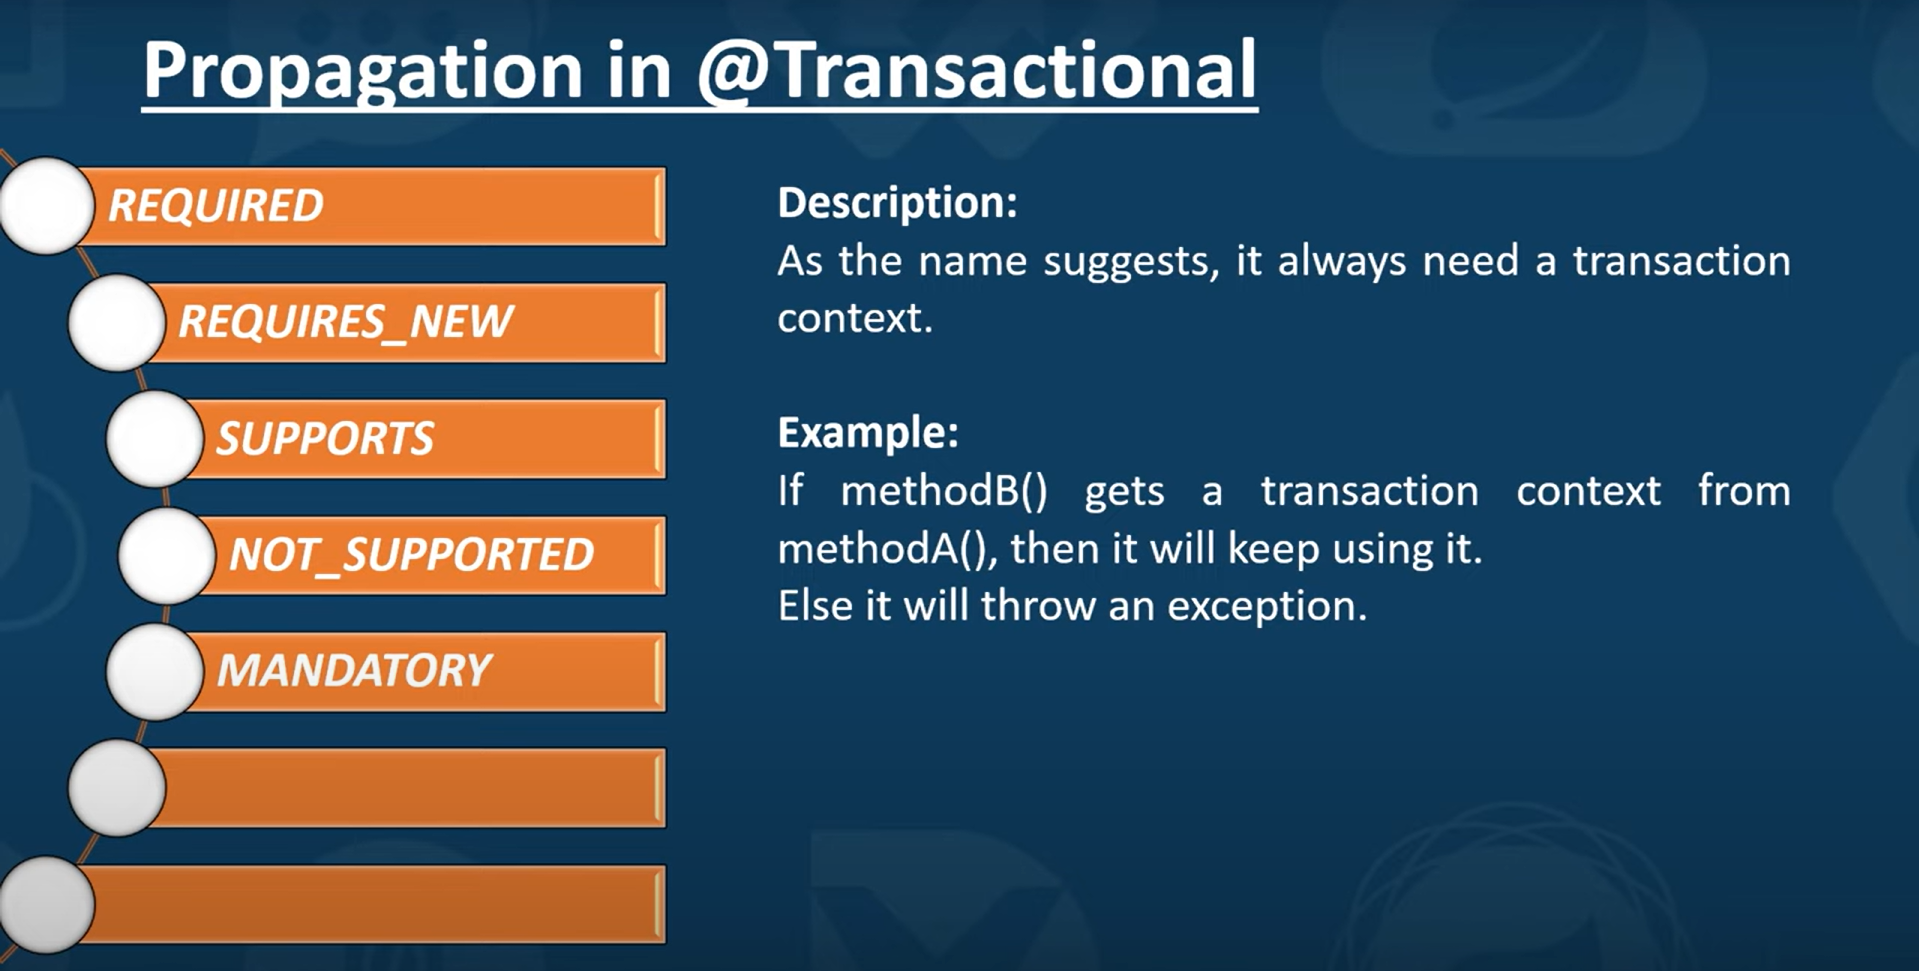 Propagation in @Transactional
REQUIRED
REQUIRES_NEW
SUPPORTS
NOT_SUPPORTED
MANDATORY
Description:
As the name suggests, it always need a transaction
context.
Example:
If methodB() gets a transaction context from
methodA(), then it will keep using it.
Else it will throw an exception.